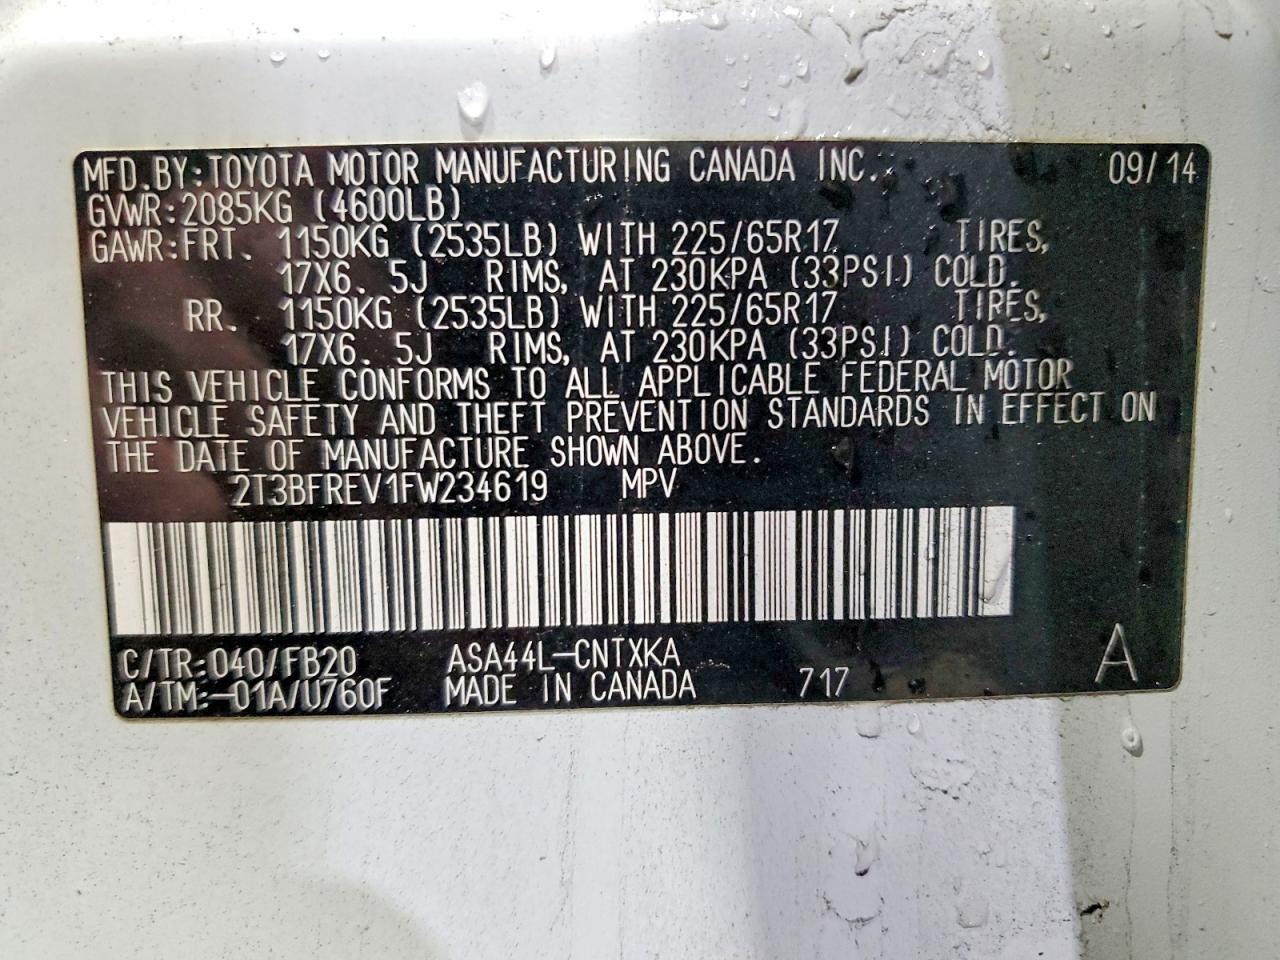 MFD.BY:TOYOTA MOTOR MANUFACTURING CANADA INC. 09/14
GVWR:2085KG (4600LB)
GAWR:FRT. 1150KG (2535LB) WITH 225/65R17 TIRES,
17X6. 5J RIMS, AT 230KPA (33PSI) COLD.
RR. 1150KG (2535LB) WITH 225/65R17 TIRES,
17X6. 5J RIMS, AT 230KPA (33PSI) COLD.
THIS VEHICLE CONFORMS TO ALL APPLICABLE FEDERAL MOTOR
VEHICLE SAFETY AND THEFT PREVENTION STANDARDS IN EFFECT ON
THE DATE OF MANUFACTURE SHOWN ABOVE.
2T3BFREV1FW234619 MPV
C/TR:040/FB20 ASA44L-CNTXKA
A/TM:-01A/U760F MADE IN CANADA 717 A